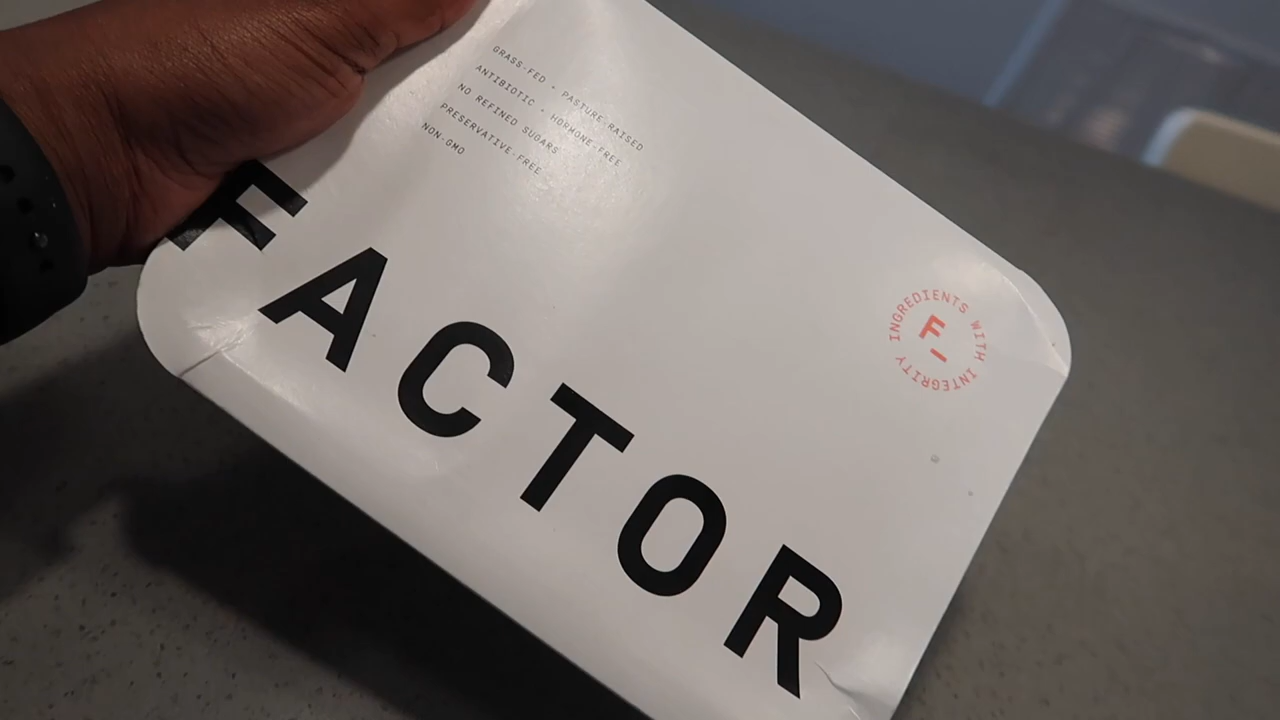 GRASS-FED + PASTURE RAISED
ANTIBIOTIC + HORMONE-FREE
NO REFINED SUGARS
PRESERVATIVE-FREE
NON-GMO
FACTOR
INGREDIENTS WITH INTEGRITY
F